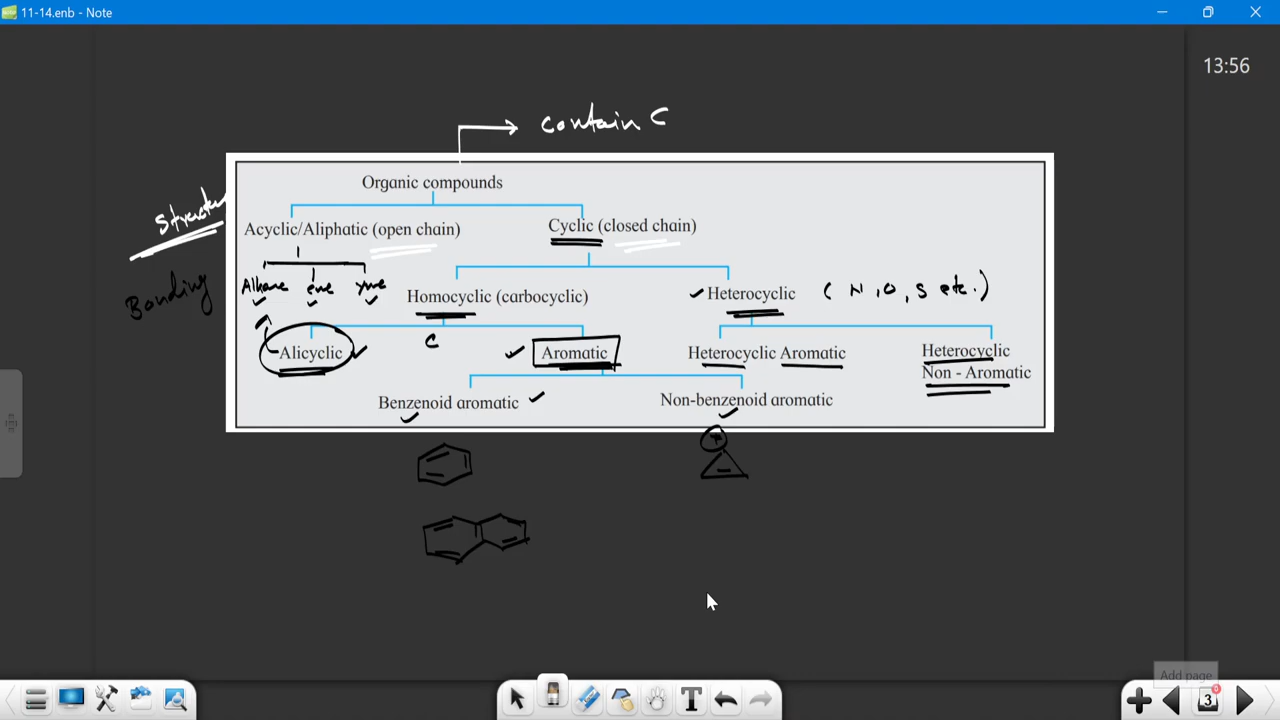 11-14.enb - Note
13:56
contain C
Organic compounds
Structure
Acyclic/Aliphatic (open chain) Cyclic (closed chain)
Bonding
Alkane ene yne Homocyclic (carbocyclic) Heterocyclic (N, O, S etc.)
C
Alicyclic Aromatic Heterocyclic Aromatic Heterocyclic
Non - Aromatic
Benzenoid aromatic Non-benzenoid aromatic
+
Add page
T 3 0